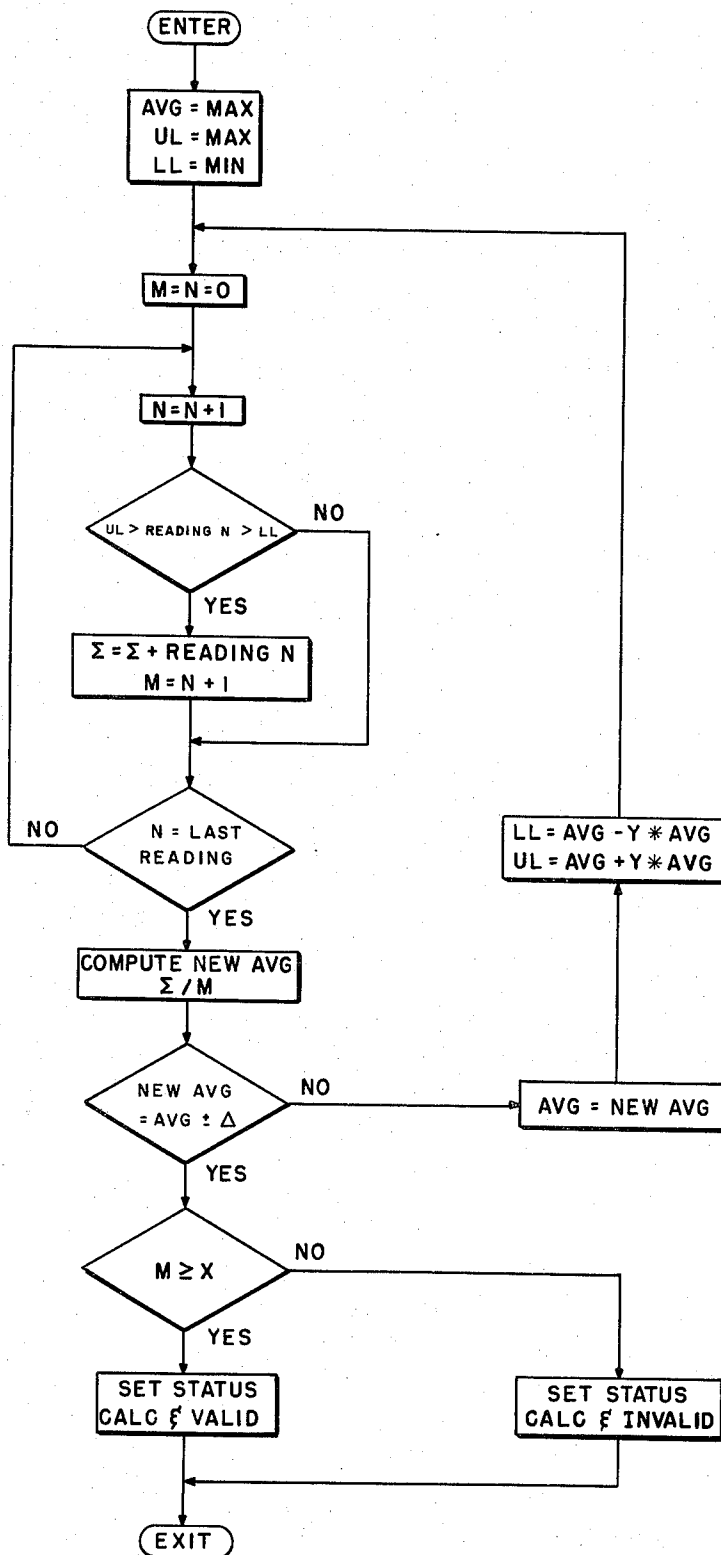 ENTER
AVG = MAX
UL = MAX
LL = MIN
M = N = 0
N = N + 1
UL > READING N > LL
NO
YES
Σ = Σ + READING N
M = N + 1
N = LAST
READING
NO
YES
COMPUTE NEW AVG
Σ / M
NEW AVG
= AVG ± Δ
NO
YES
AVG = NEW AVG
LL = AVG - Y * AVG
UL = AVG + Y * AVG
M ≥ X
NO
YES
SET STATUS
CALC & VALID
SET STATUS
CALC & INVALID
EXIT